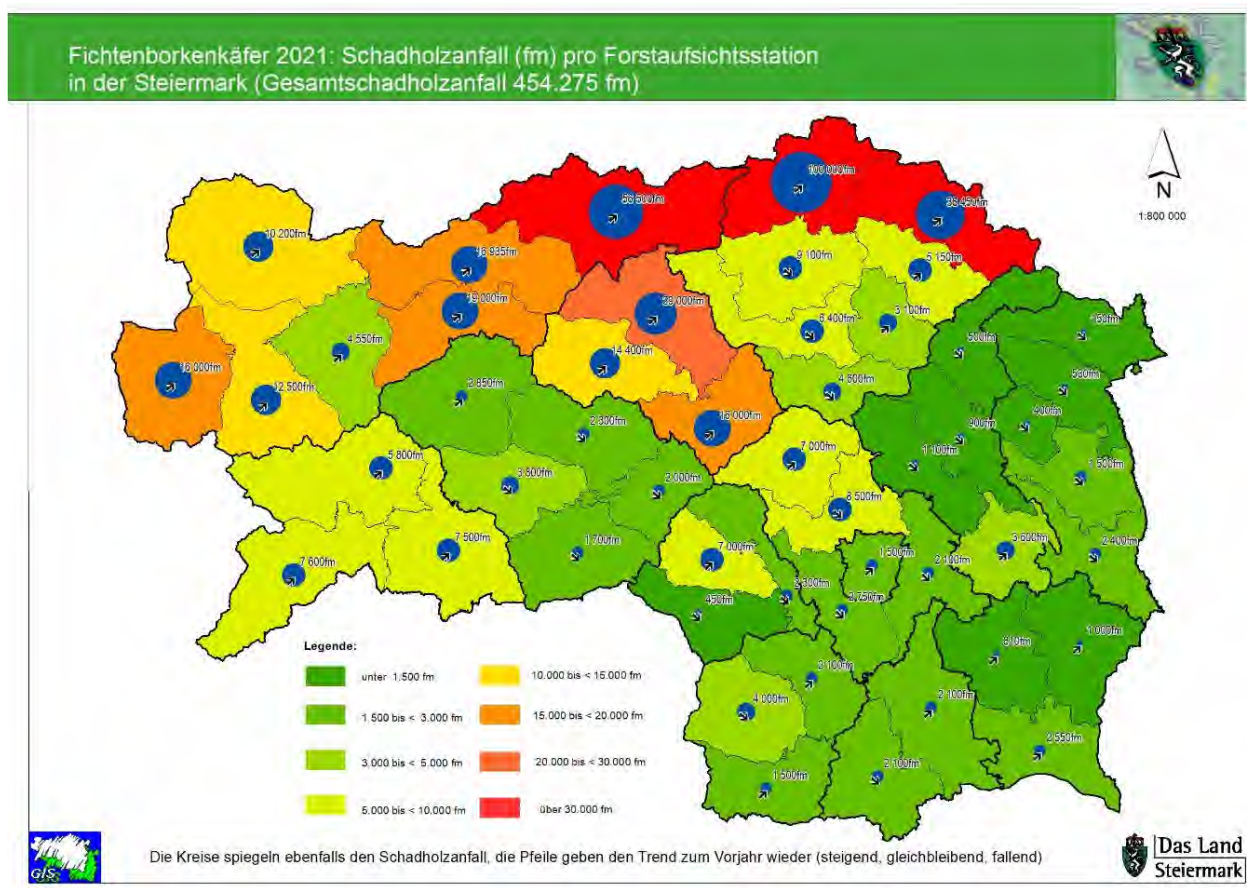 Fichtenborkenkäfer 2021: Schadholzanfall (fm) pro Forstaufsichtsstation
in der Steiermark (Gesamtschadholzanfall 454.275 fm)
N
1:800 000
100 000fm
10 200fm
16 935fm
9 100fm
5 150fm
19 000fm
6 400fm
3 100fm
4 550fm
14 400fm
500fm
12 500fm
2 850fm
400fm
900fm
7 000fm
1 100fm
5 800fm
3 800fm
2 000fm
1 500fm
8 500fm
7 500fm
1 700fm
7 000fm
1 500fm
2 100fm
3 600fm
2 400fm
7 600fm
450fm
1 000fm
4 000fm
2 100fm
2 550fm
1 500fm
2 100fm
Legende:
unter 1.500 fm
10.000 bis < 15.000 fm
1.500 bis < 3.000 fm
15.000 bis < 20.000 fm
3.000 bis < 5.000 fm
20.000 bis < 30.000 fm
5.000 bis < 10.000 fm
über 30.000 fm
GIS
Die Kreise spiegeln ebenfalls den Schadholzanfall, die Pfeile geben den Trend zum Vorjahr wieder (steigend, gleichbleibend, fallend)
Das Land
Steiermark